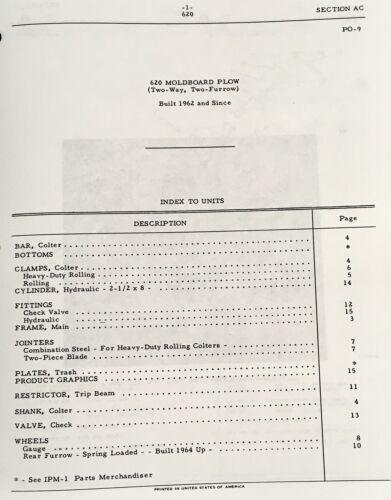 -1-
620
SECTION AC
PO-9
620 MOLDBOARD PLOW
(Two-Way, Two-Furrow)
Built 1962 and Since
INDEX TO UNITS
DESCRIPTION Page
BAR, Colter 4
BOTTOMS *
CLAMPS, Colter 4
Heavy-Duty Rolling 6
Rolling 5
CYLINDER, Hydraulic - 2-1/2 x 8 - 14
FITTINGS
Check Valve 12
Hydraulic 15
FRAME, Main 3
JOINTERS
Combination Steel - For Heavy-Duty Rolling Colters - 7
Two-Piece Blade 7
PLATES, Trash *
PRODUCT GRAPHICS 15
RESTRICTOR, Trip Beam 11
SHANK, Colter 4
VALVE, Check 13
WHEELS
Gauge 8
Rear Furrow - Spring Loaded - - Built 1964 Up - 10
* - See IPM-1 Parts Merchandiser
PRINTED IN UNITED STATES OF AMERICA